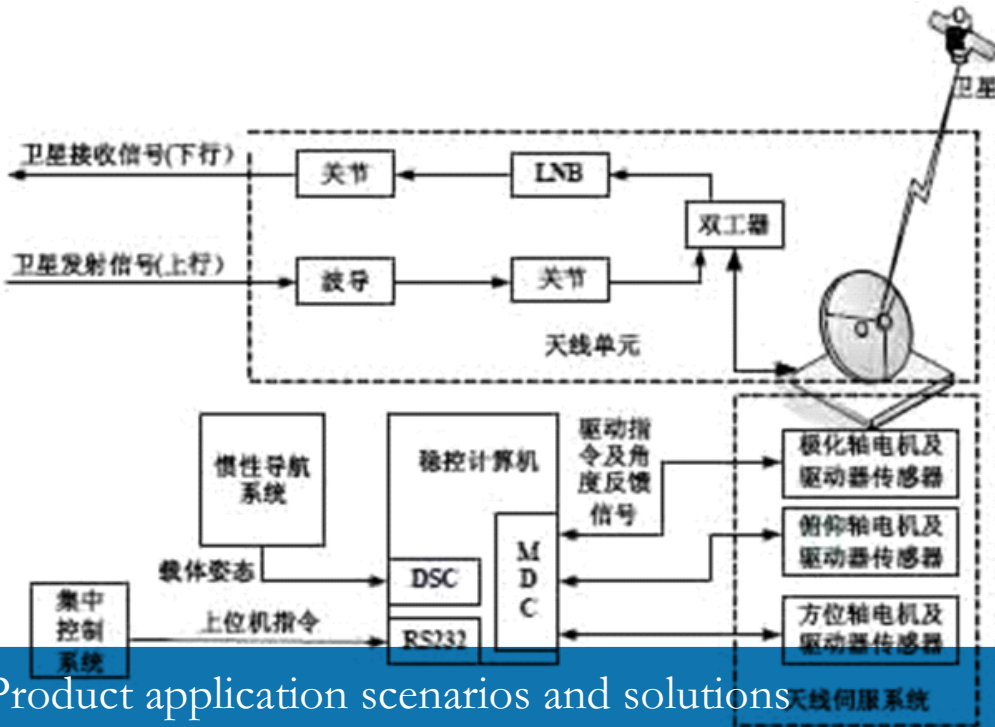 卫星
卫星接收信号(下行)
关节
LNB
双工器
卫星发射信号(上行)
波导
关节
天线单元
惯性导航
系统
稳控计算机
驱动指
令及角
度反馈
信号
极化轴电机及
驱动器传感器
俯仰轴电机及
驱动器传感器
M
D
C
载体姿态
DSC
集中
控制
系统
上位机指令
RS232
方位轴电机及
驱动器传感器
Product application scenarios and solutions
天线伺服系统